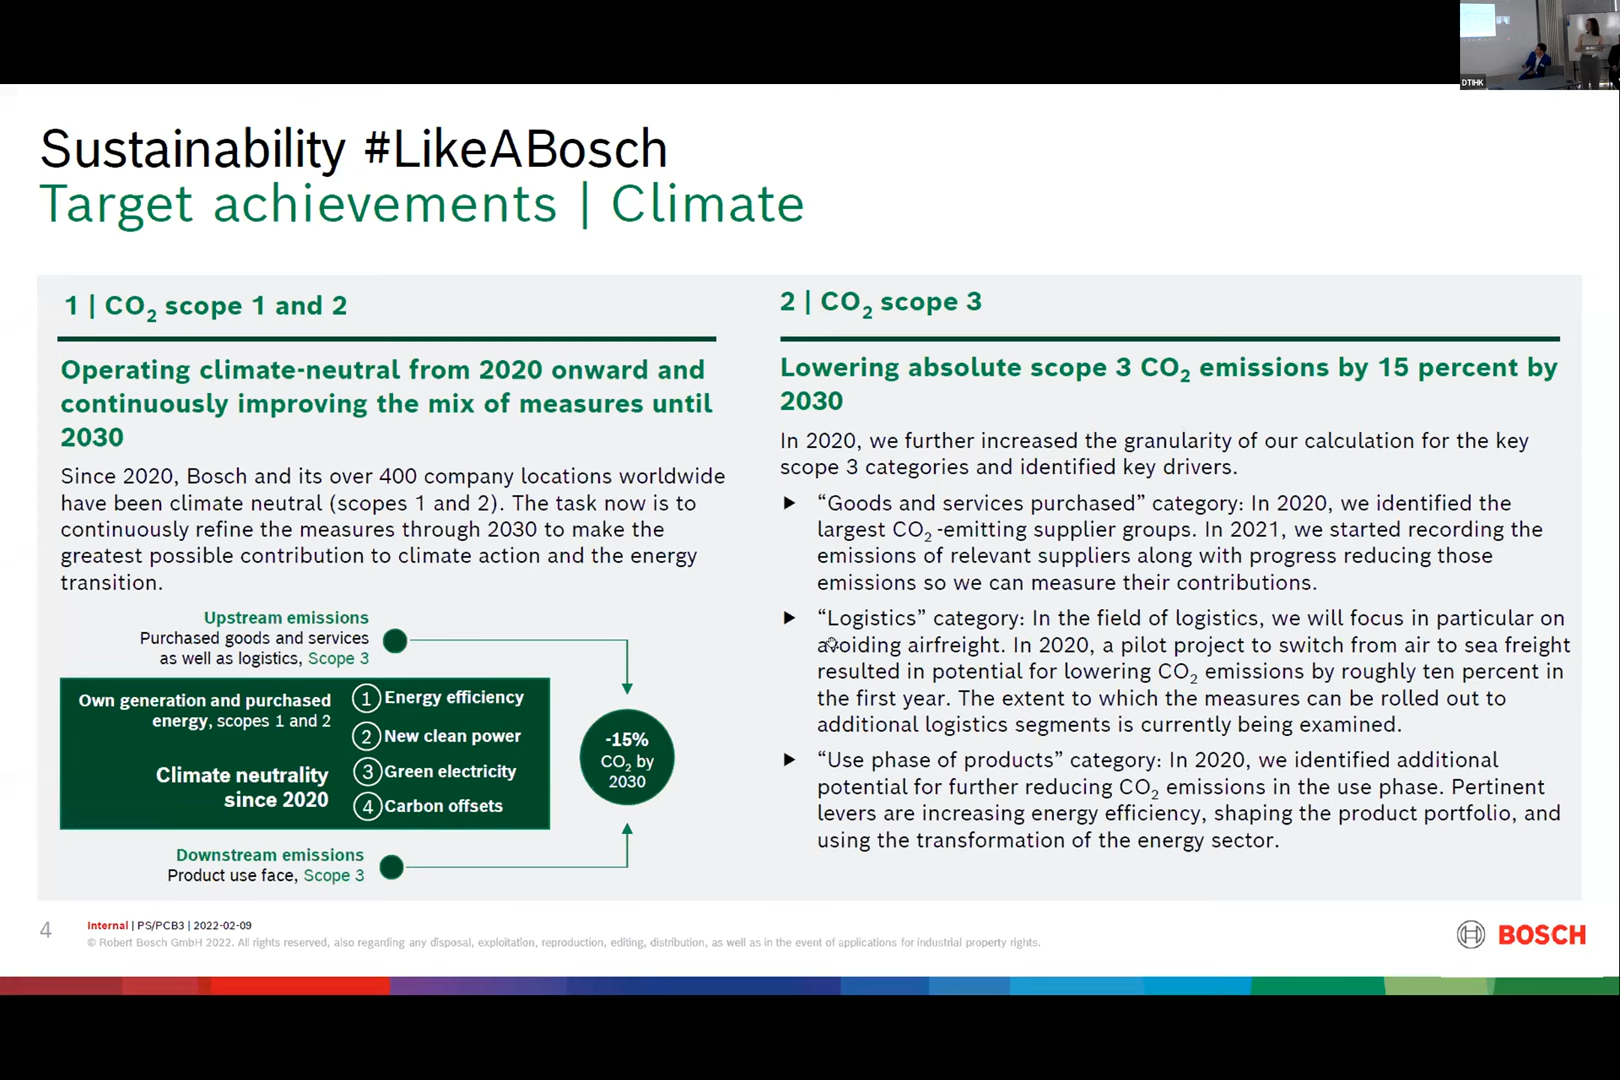 DTIHK
Sustainability #LikeABosch
Target achievements | Climate
1 | CO₂ scope 1 and 2
Operating climate-neutral from 2020 onward and
continuously improving the mix of measures until
2030
Since 2020, Bosch and its over 400 company locations worldwide
have been climate neutral (scopes 1 and 2). The task now is to
continuously refine the measures through 2030 to make the
greatest possible contribution to climate action and the energy
transition.
Upstream emissions
Purchased goods and services
as well as logistics, Scope 3
Own generation and purchased
energy, scopes 1 and 2
Climate neutrality
since 2020
1 Energy efficiency
2 New clean power
3 Green electricity
4 Carbon offsets
-15%
CO₂ by
2030
Downstream emissions
Product use face, Scope 3
2 | CO₂ scope 3
Lowering absolute scope 3 CO₂ emissions by 15 percent by
2030
In 2020, we further increased the granularity of our calculation for the key
scope 3 categories and identified key drivers.
► “Goods and services purchased” category: In 2020, we identified the
largest CO₂ -emitting supplier groups. In 2021, we started recording the
emissions of relevant suppliers along with progress reducing those
emissions so we can measure their contributions.
► “Logistics” category: In the field of logistics, we will focus in particular on
avoiding airfreight. In 2020, a pilot project to switch from air to sea freight
resulted in potential for lowering CO₂ emissions by roughly ten percent in
the first year. The extent to which the measures can be rolled out to
additional logistics segments is currently being examined.
► “Use phase of products” category: In 2020, we identified additional
potential for further reducing CO₂ emissions in the use phase. Pertinent
levers are increasing energy efficiency, shaping the product portfolio, and
using the transformation of the energy sector.
4
Internal | PS/PCB3 | 2022-02-09
© Robert Bosch GmbH 2022. All rights reserved, also regarding any disposal, exploitation, reproduction, editing, distribution, as well as in the event of applications for industrial property rights.
BOSCH